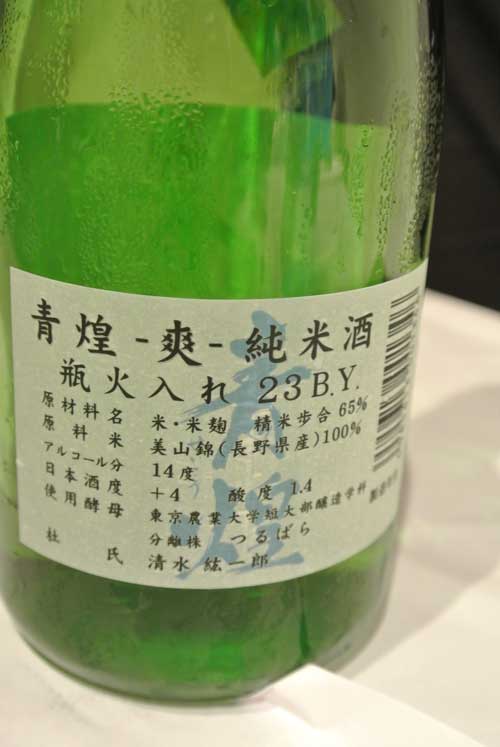 青煌 -爽- 純米酒
瓶火入れ 23B.Y.
原材料名 米・米麹 精米歩合 65%
原料米 美山錦(長野県産)100%
アルコール分 14度
日本酒度 +4 酸度 1.4
使用酵母 東京農業大学短大部醸造学科
分離株 つるばら
杜氏 清水 紘一郎
青煌